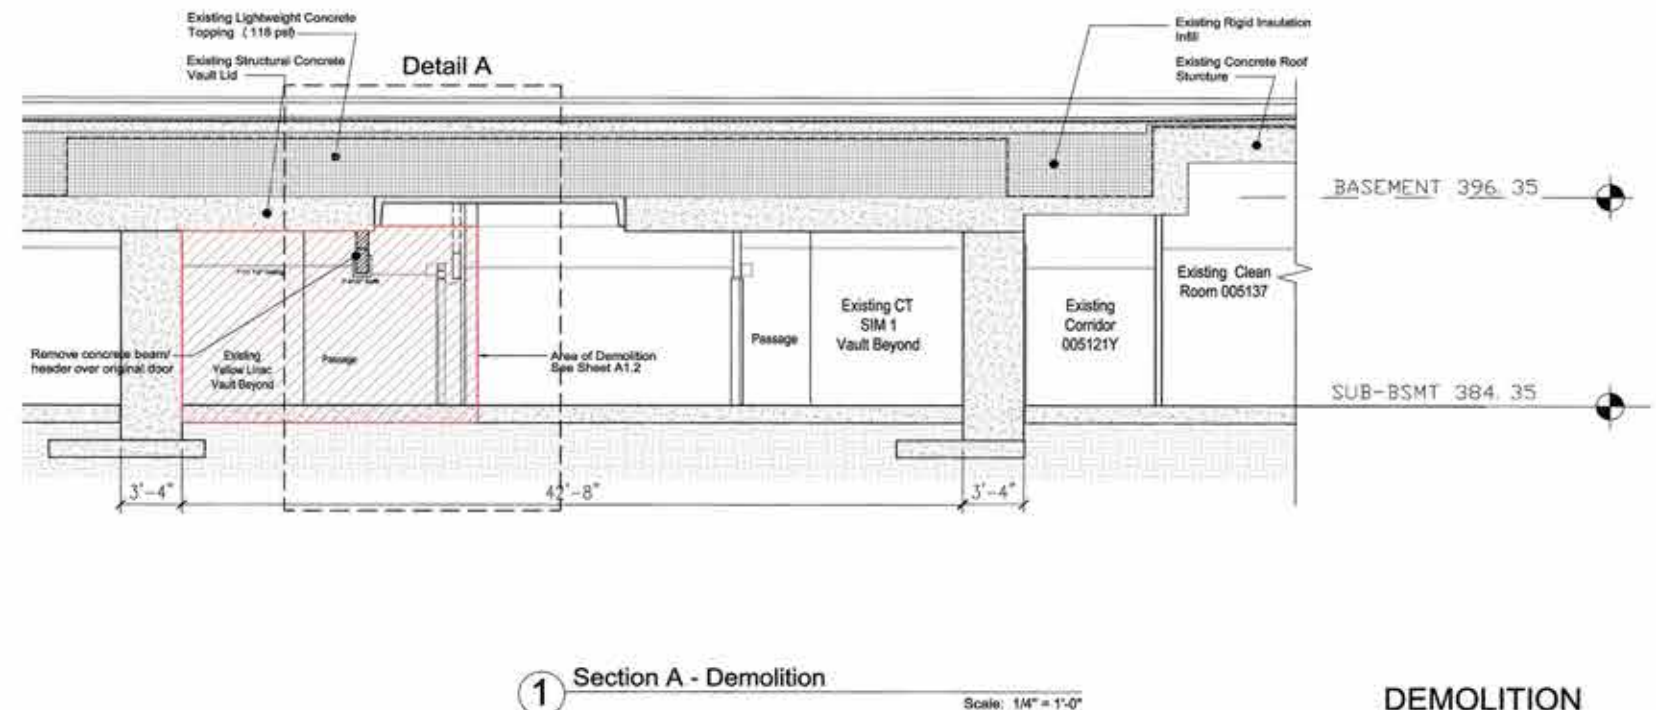 Existing Lightweight Concrete
Topping ( 118 psf)
Existing Structural Concrete
Vault Lid
Detail A
Existing Rigid Insulation
Infill
Existing Concrete Roof
Sturcture
BASEMENT 396.35
Existing Clean
Room 005137
Existing CT
SIM 1
Vault Beyond
Existing
Corridor
005121Y
Passage
Remove concrete beam/
header over original door
Existing
Yellow Linac
Vault Beyond
Passage
Area of Demolition
See Sheet A1.2
SUB-BSMT 384.35
3'-4"
42'-8"
3'-4"
1
Section A - Demolition
Scale: 1/4" = 1'-0"
DEMOLITION